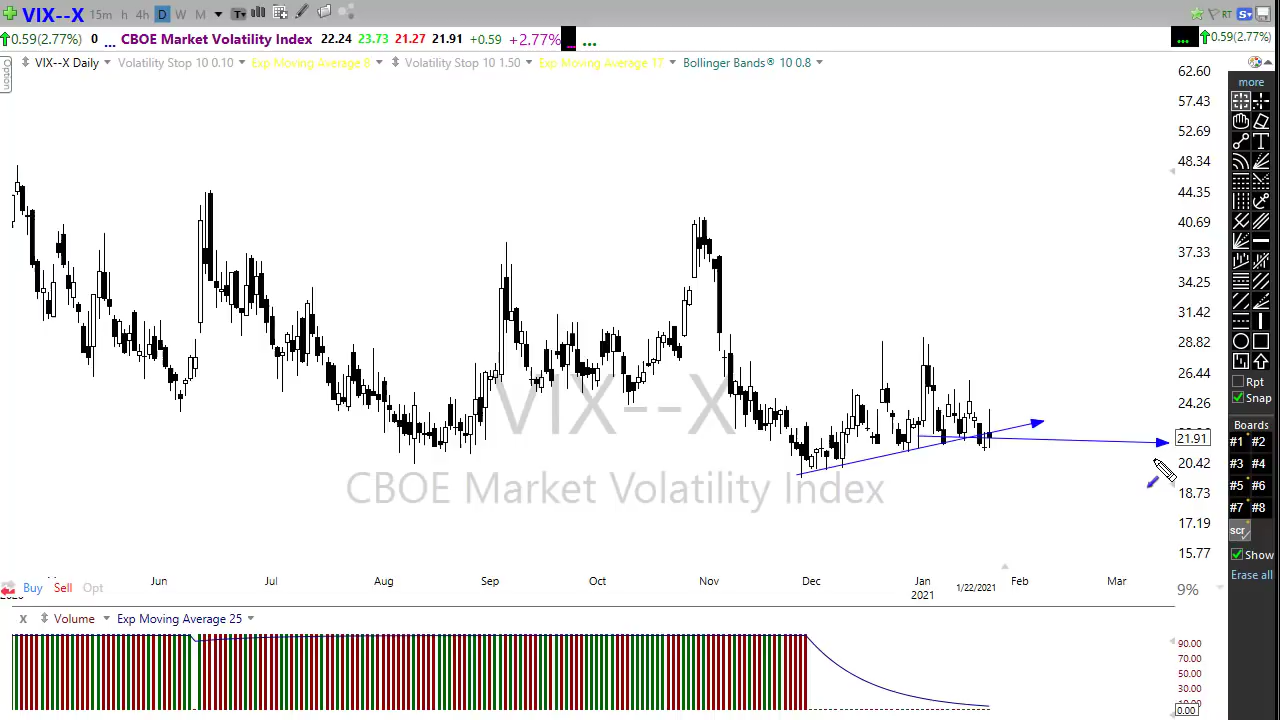 VIX--X 15m h 4h D W M T RT S
0.59(2.77%) 0 ... CBOE Market Volatility Index 22.24 23.73 21.27 21.91 +0.59 +2.77% ... ... 0.59(2.77%)
Option
VIX--X Daily Volatility Stop 10 0.10 Exp Moving Average 8 Volatility Stop 10 1.50 Exp Moving Average 17 Bollinger Bands® 10 0.8
more
62.60
57.43
52.69
48.34
44.35
40.69
37.33
34.25
31.42
28.82
26.44
24.26
21.91
20.42
18.73
17.19
15.77
VIX--X
CBOE Market Volatility Index
Rpt
Snap
Boards
#1 #2
#3 #4
#5 #6
#7 #8
scr
Show
Erase all
Jun Jul Aug Sep Oct Nov Dec Jan 1/22/2021 Feb Mar
2021
Buy Sell Opt
9%
x Volume Exp Moving Average 25
90.00
75.00
60.00
45.00
30.00
0.00